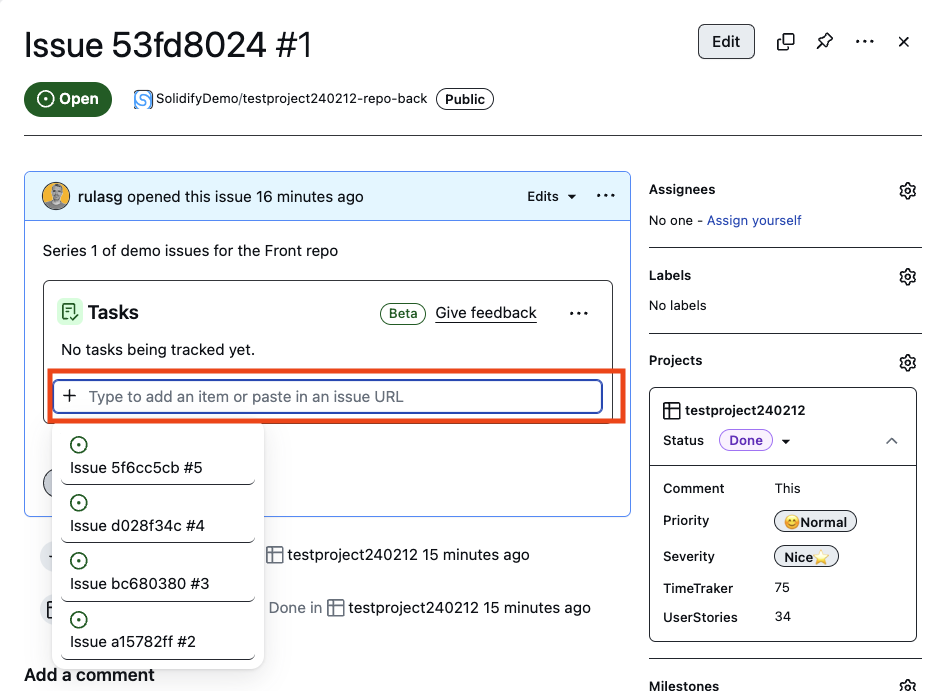 Issue 53fd8024 #1
Edit
Open
SolidifyDemo/testproject240212-repo-back
Public
rulasg opened this issue 16 minutes ago
Edits
Series 1 of demo issues for the Front repo
Tasks
Beta
Give feedback
No tasks being tracked yet.
Type to add an item or paste in an issue URL
Issue 5f6cc5cb #5
Issue d028f34c #4
Issue bc680380 #3
Issue a15782ff #2
testproject240212 15 minutes ago
Done in testproject240212 15 minutes ago
Add a comment
Assignees
No one - Assign yourself
Labels
No labels
Projects
testproject240212
Status Done
Comment This
Priority 😊Normal
Severity Nice⭐
TimeTraker 75
UserStories 34
Milestones